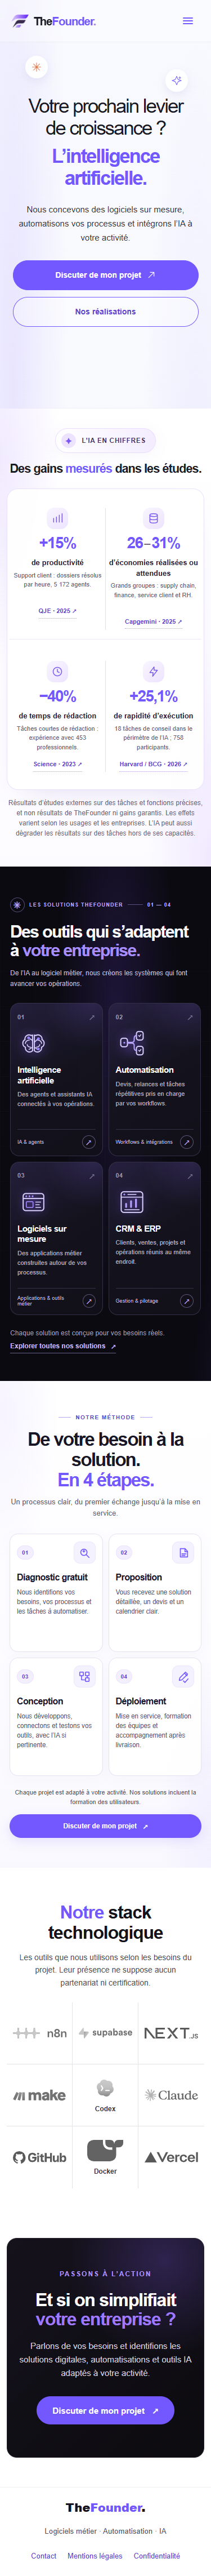 TheFounder.
Votre prochain levier
de croissance ?
L'intelligence
artificielle.
Nous concevons des logiciels sur mesure,
automatisons vos processus et intégrons l'IA à
votre activité.
Discuter de mon projet ↗
Nos réalisations
L'IA EN CHIFFRES
Des gains mesurés dans les études.
+15%
de productivité
Support client : dossiers résolus
par heure, 5 172 agents.
QJE · 2025 ↗
26–31%
d'économies réalisées ou
attendues
Grands groupes : supply chain,
finance, service client et RH.
Capgemini · 2025 ↗
−40%
de temps de rédaction
Tâches courtes de rédaction :
expérience avec 453
professionnels.
Science · 2023 ↗
+25,1%
de rapidité d'exécution
18 tâches de conseil dans le
périmètre de l'IA ; 758
participants.
Harvard / BCG · 2026 ↗
Résultats d'études externes sur des tâches et fonctions précises,
et non résultats de TheFounder ni gains garantis. Les effets
varient selon les usages et les entreprises. L'IA peut aussi
dégrader les résultats sur des tâches hors de ses capacités.
LES SOLUTIONS THEFOUNDER 01 — 04
Des outils qui s'adaptent
à votre entreprise.
De l'IA au logiciel métier, nous créons les systèmes qui font
avancer vos opérations.
01 ↗
Intelligence
artificielle
Des agents et assistants IA
connectés à vos opérations.
IA & agents ↗
02 ↗
Automatisation
Devis, relances et tâches
répétitives pris en charge
par vos workflows.
Workflows & intégrations ↗
03 ↗
Logiciels sur
mesure
Des applications métier
construites autour de vos
processus.
Applications & outils
métier ↗
04 ↗
CRM & ERP
Clients, ventes, projets et
opérations réunis au même
endroit.
Gestion & pilotage ↗
Chaque solution est conçue pour vos besoins réels.
Explorer toutes nos solutions ↗
NOTRE MÉTHODE
De votre besoin à la
solution.
En 4 étapes.
Un processus clair, du premier échange jusqu'à la mise en
service.
01
Diagnostic gratuit
Nous identifions vos
besoins, vos processus et
les tâches à automatiser.
02
Proposition
Vous recevez une solution
détaillée, un devis et un
calendrier clair.
03
Conception
Nous développons,
connectons et testons vos
outils, avec l'IA si
pertinente.
04
Déploiement
Mise en service, formation
des équipes et
accompagnement après
livraison.
Chaque projet est adapté à votre activité. Nos solutions incluent la
formation des utilisateurs.
Discuter de mon projet ↗
Notre stack
technologique
Les outils que nous utilisons selon les besoins du
projet. Leur présence ne suppose aucun
partenariat ni certification.
n8n
supabase
NEXT.JS
make
Codex
Claude
GitHub
Docker
Vercel
PASSONS À L'ACTION
Et si on simplifiait
votre entreprise ?
Parlons de vos besoins et identifions les
solutions digitales, automatisations et outils IA
adaptés à votre activité.
Discuter de mon projet ↗
TheFounder.
Logiciels métier · Automatisation · IA
Contact Mentions légales Confidentialité